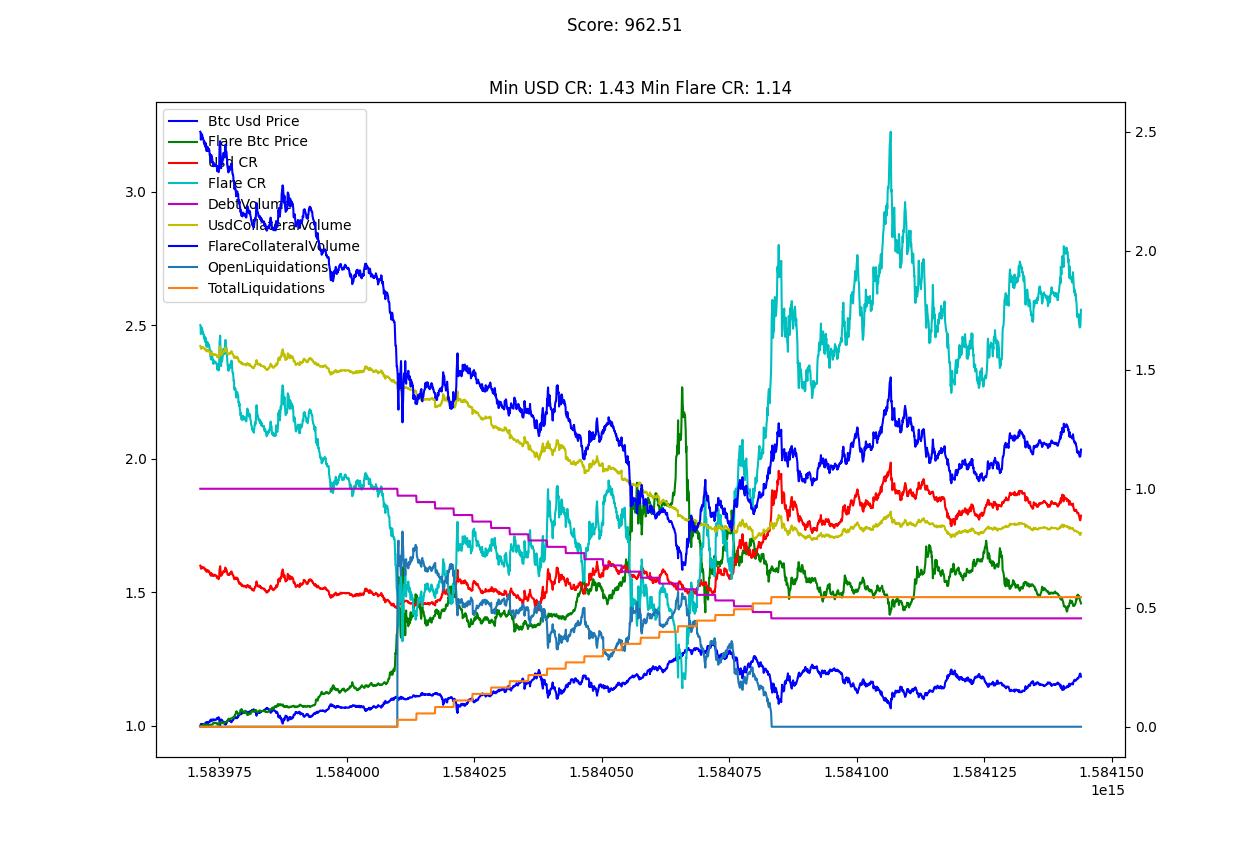 Score: 962.51
Min USD CR: 1.43 Min Flare CR: 1.14
Btc Usd Price
Flare Btc Price
Usd CR
Flare CR
DebtVolume
UsdCollateralVolume
FlareCollateralVolume
OpenLiquidations
TotalLiquidations
3.0
2.5
2.0
1.5
1.0
2.5
2.0
1.5
1.0
0.5
0.0
1.583975 1.584000 1.584025 1.584050 1.584075 1.584100 1.584125 1.584150
1e15